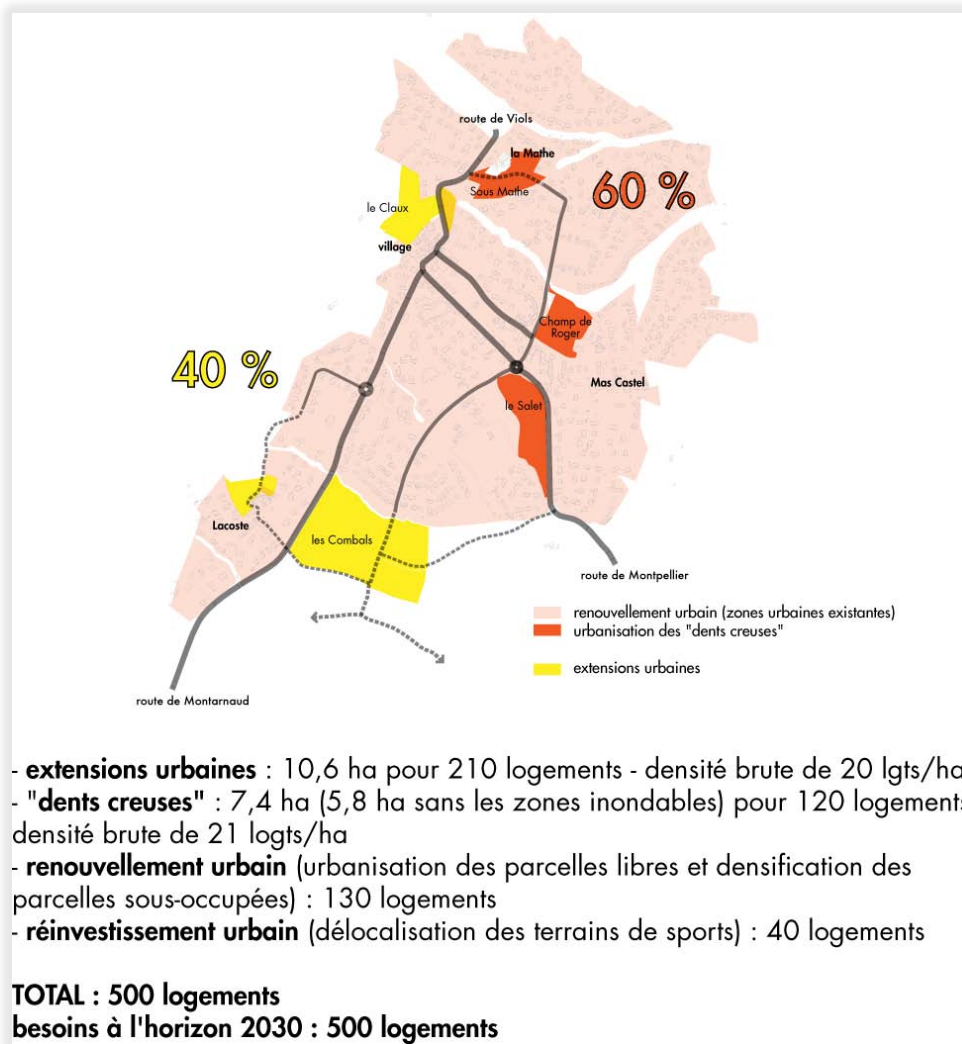 route de Viols
la Mathe
60 %
Sous Mathe
le Claux
village
Champ de
Roger
40 %
Mas Castel
le Salet
Lacoste
les Combals
route de Montpellier
renouvellement urbain (zones urbaines existantes)
urbanisation des "dents creuses"
extensions urbaines
route de Montarnaud
- extensions urbaines : 10,6 ha pour 210 logements - densité brute de 20 lgts/ha
- "dents creuses" : 7,4 ha (5,8 ha sans les zones inondables) pour 120 logements
densité brute de 21 logts/ha
- renouvellement urbain (urbanisation des parcelles libres et densification des
parcelles sous-occupées) : 130 logements
- réinvestissement urbain (délocalisation des terrains de sports) : 40 logements
TOTAL : 500 logements
besoins à l'horizon 2030 : 500 logements